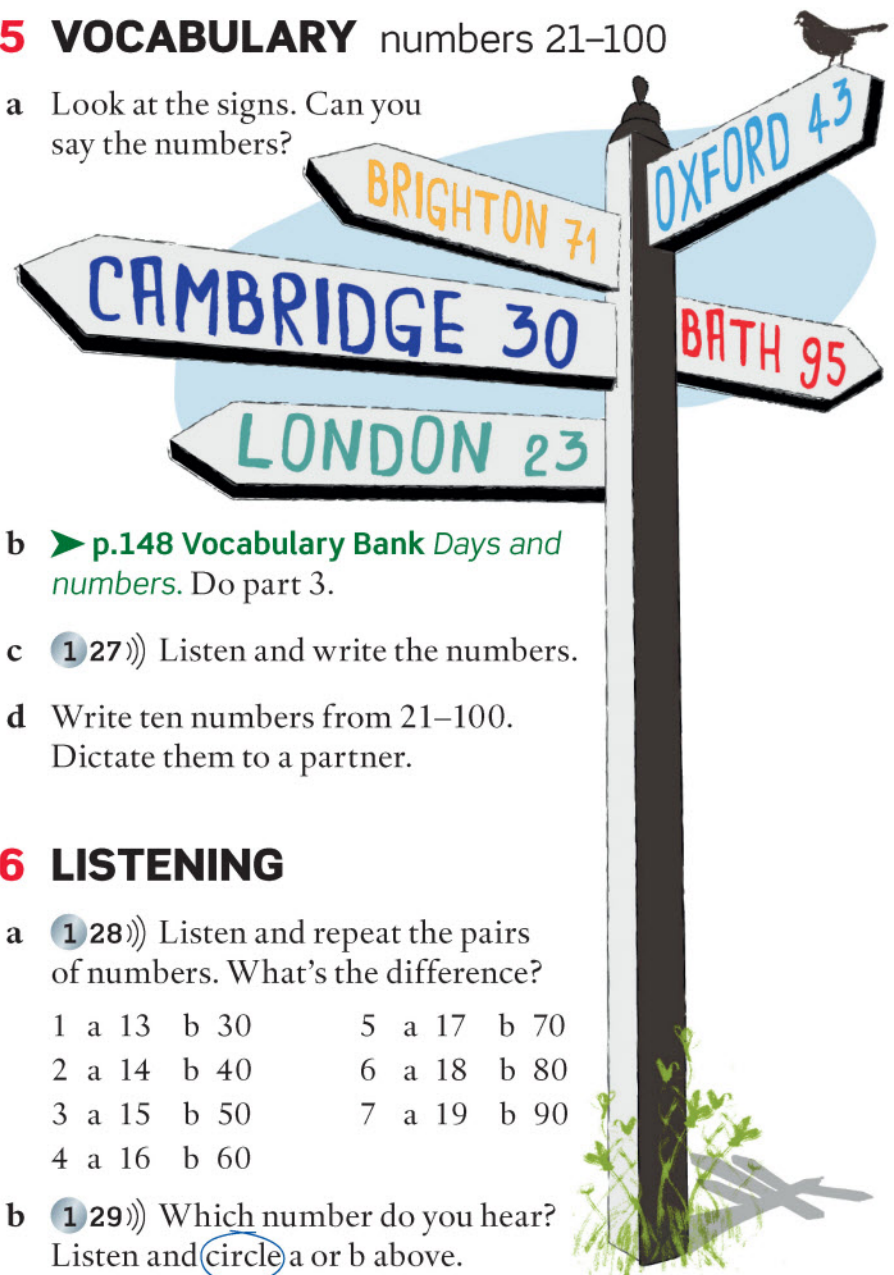 5 VOCABULARY numbers 21–100
a Look at the signs. Can you
say the numbers?
BRIGHTON 71
OXFORD 43
CAMBRIDGE 30
BATH 95
LONDON 23
b ➤ p.148 Vocabulary Bank Days and
numbers. Do part 3.
c 1 27))) Listen and write the numbers.
d Write ten numbers from 21–100.
Dictate them to a partner.
6 LISTENING
a 1 28))) Listen and repeat the pairs
of numbers. What's the difference?
1 a 13 b 30 5 a 17 b 70
2 a 14 b 40 6 a 18 b 80
3 a 15 b 50 7 a 19 b 90
4 a 16 b 60
b 1 29))) Which number do you hear?
Listen and circle a or b above.